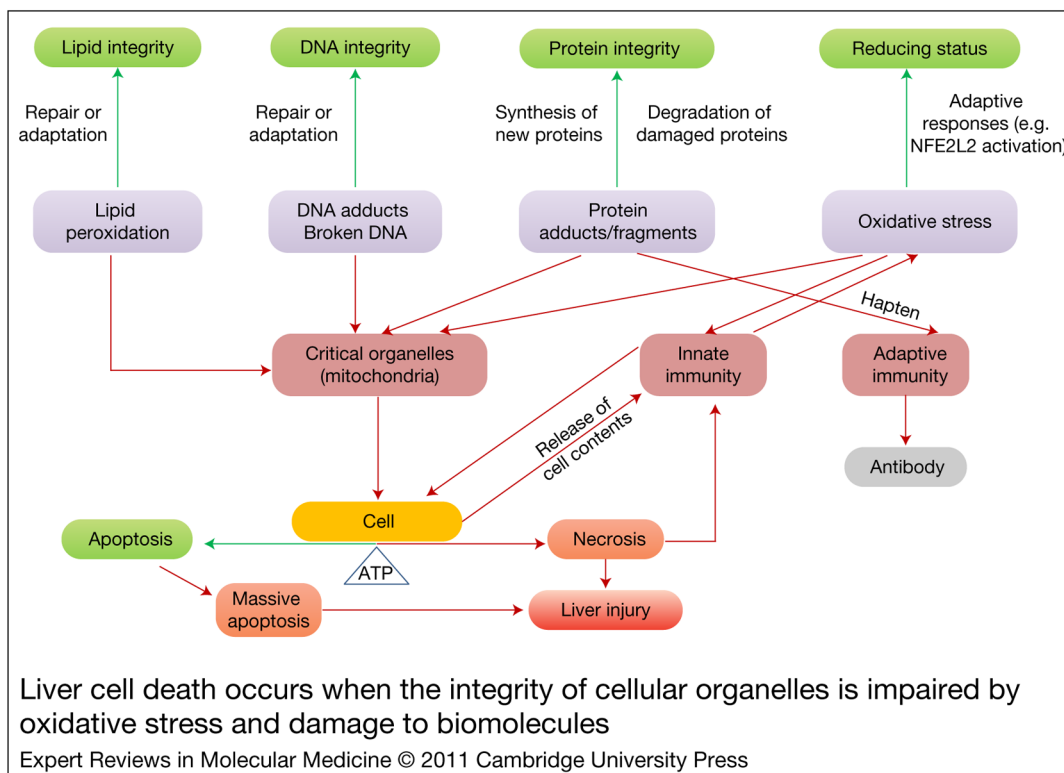 Lipid integrity
DNA integrity
Protein integrity
Reducing status
Repair or
adaptation
Repair or
adaptation
Synthesis of
new proteins
Degradation of
damaged proteins
Adaptive
responses (e.g.
NFE2L2 activation)
Lipid
peroxidation
DNA adducts
Broken DNA
Protein
adducts/fragments
Oxidative stress
Hapten
Critical organelles
(mitochondria)
Innate
immunity
Adaptive
immunity
Release of
cell contents
Antibody
Cell
Apoptosis
ATP
Necrosis
Massive
apoptosis
Liver injury
Liver cell death occurs when the integrity of cellular organelles is impaired by
oxidative stress and damage to biomolecules
Expert Reviews in Molecular Medicine © 2011 Cambridge University Press